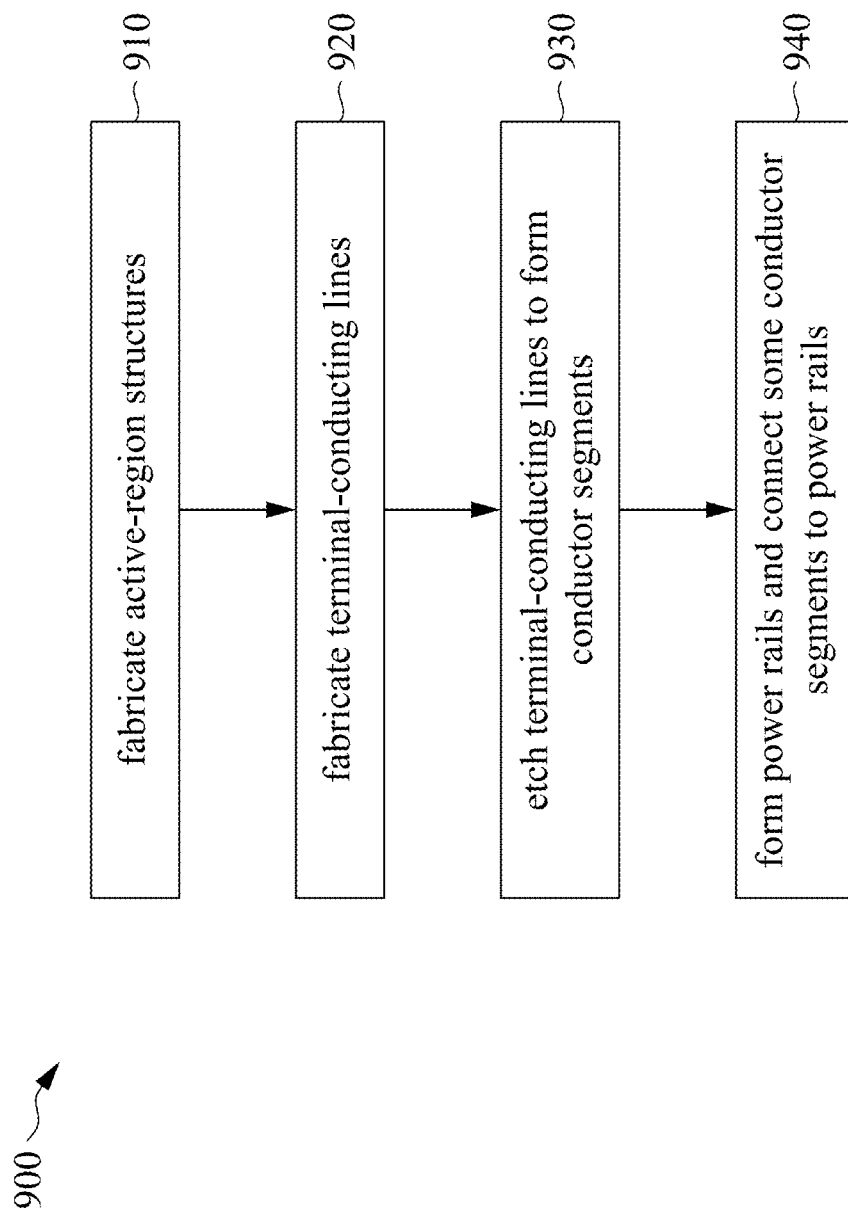 900
fabricate active-region structures
910
fabricate terminal-conducting lines
920
etch terminal-conducting lines to form
conductor segments
930
form power rails and connect some conductor
segments to power rails
940